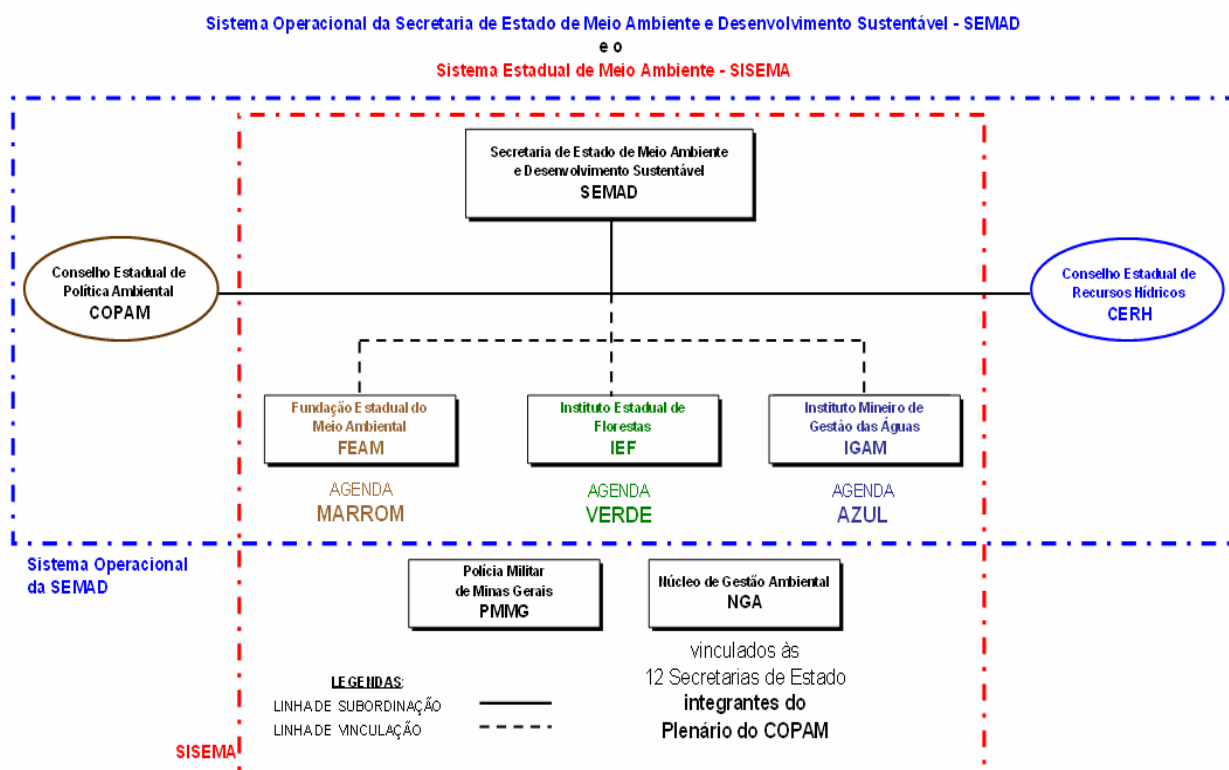 Sistema Operacional da Secretaria de Estado de Meio Ambiente e Desenvolvimento Sustentável - SEMAD
e o
Sistema Estadual de Meio Ambiente - SISEMA
Secretaria de Estado de Meio Ambiente
e Desenvolvimento Sustentável
SEMAD
Conselho Estadual de
Política Ambiental
COPAM
Conselho Estadual de
Recursos Hídricos
CERH
Fundação Estadual do
Meio Ambiental
FEAM
Instituto Estadual de
Florestas
IEF
Instituto Mineiro de
Gestão das Águas
IGAM
AGENDA
MARROM
AGENDA
VERDE
AGENDA
AZUL
Sistema Operacional
da SEMAD
Polícia Militar
de Minas Gerais
PMMG
Núcleo de Gestão Ambiental
NGA
vinculados às
12 Secretarias de Estado
integrantes do
Plenário do COPAM
LEGENDAS:
LINHA DE SUBORDINAÇÃO
LINHA DE VINCULAÇÃO
SISEMA